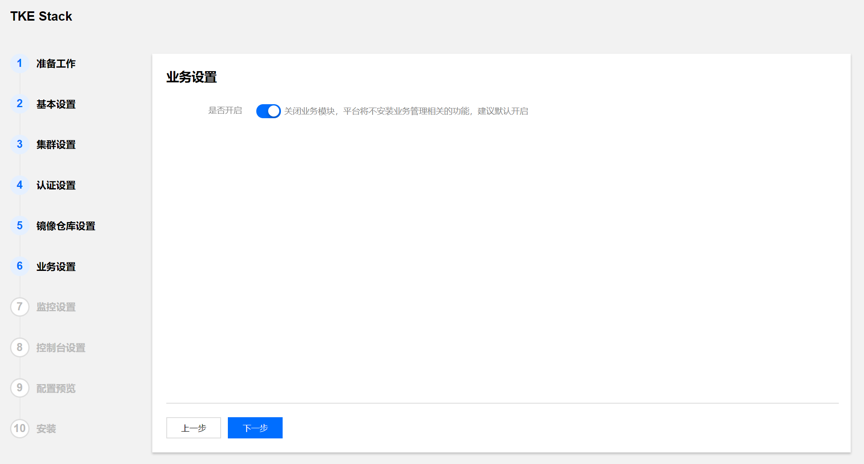 TKE Stack
1 准备工作
2 基本设置
3 集群设置
4 认证设置
5 镜像仓库设置
6 业务设置
7 监控设置
8 控制台设置
9 配置预览
10 安装
业务设置
是否开启 关闭业务模块，平台将不安装业务管理相关的功能，建议默认开启
上一步 下一步